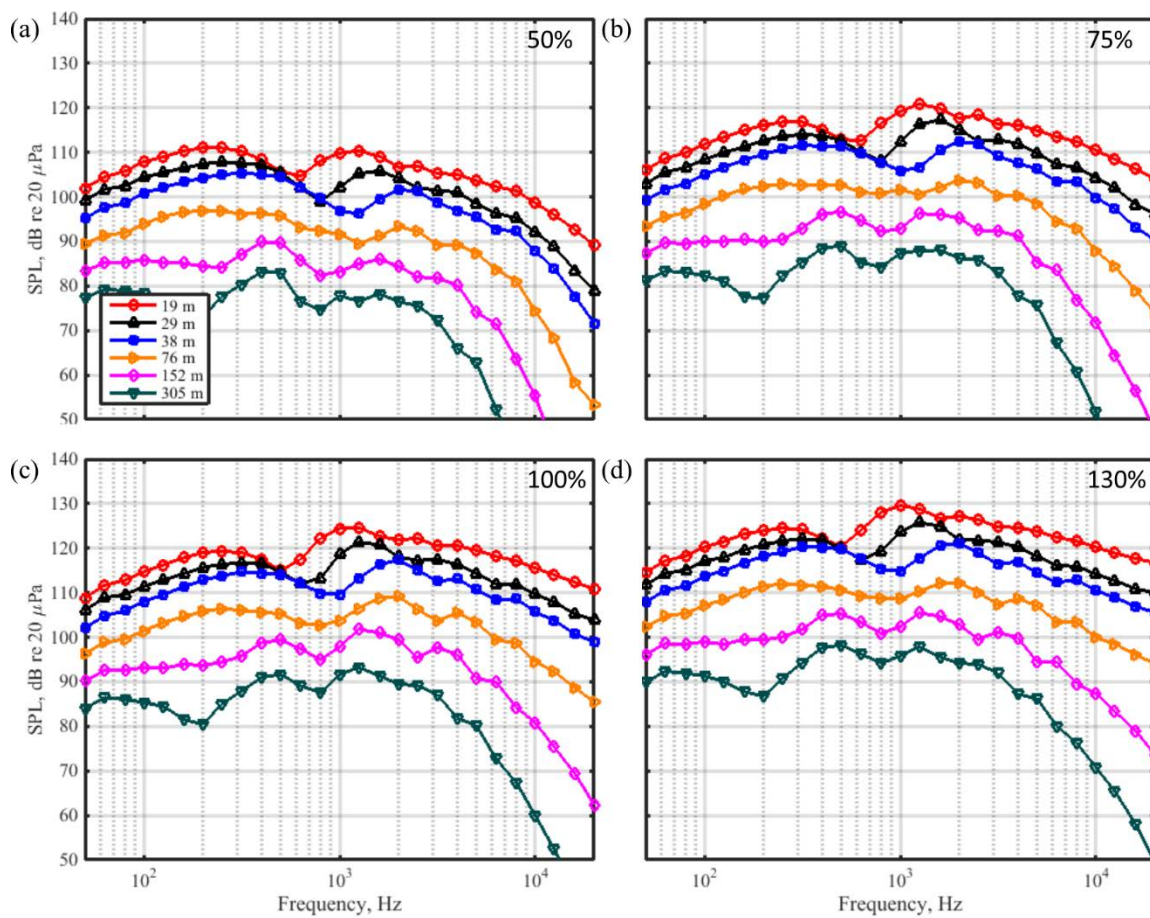 (a)
50%
140
130
120
110
100
90
80
70
60
50
SPL, dB re 20 μPa
19 m
29 m
38 m
76 m
152 m
305 m
(b)
75%
(c)
100%
140
130
120
110
100
90
80
70
60
50
SPL, dB re 20 μPa
10² 10³ 10⁴
Frequency, Hz
(d)
130%
10² 10³ 10⁴
Frequency, Hz